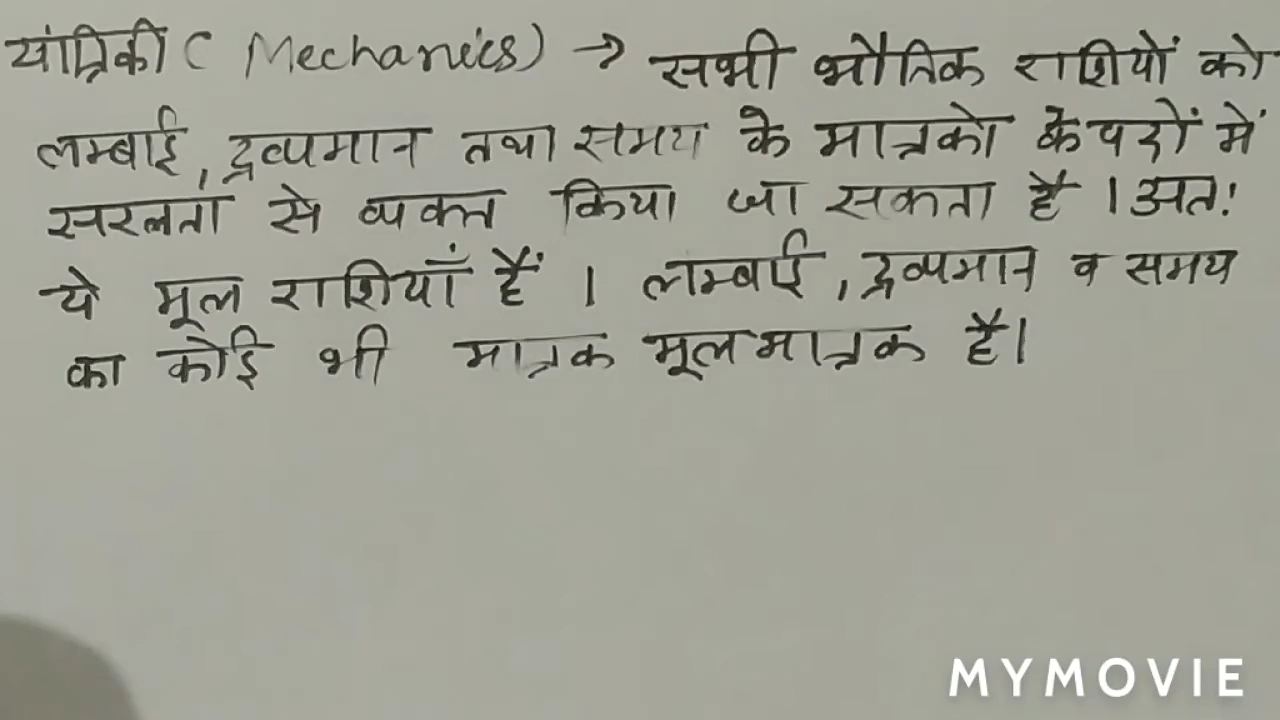 यांत्रिकी ( Mechanics) → सभी भौतिक राशियों को
लम्बाई, द्रव्यमान तथा समय के मात्रको के पदों में
सरलता से व्यक्त किया जा सकता है । अत:
ये मूल राशियाँ हैं । लम्बाई, द्रव्यमान व समय
का कोई भी मात्रक मूल मात्रक है।
MYMOVIE